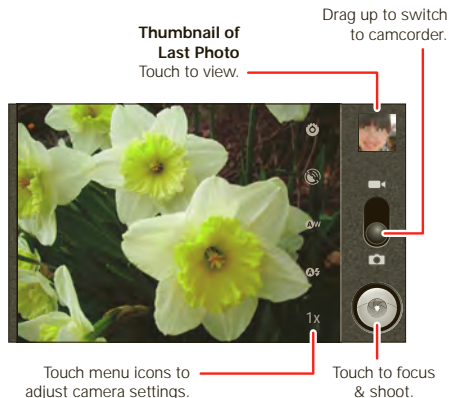 Drag up to switch
to camcorder.
Thumbnail of
Last Photo
Touch to view.
AW
A
1x
Touch menu icons to
adjust camera settings.
Touch to focus
& shoot.